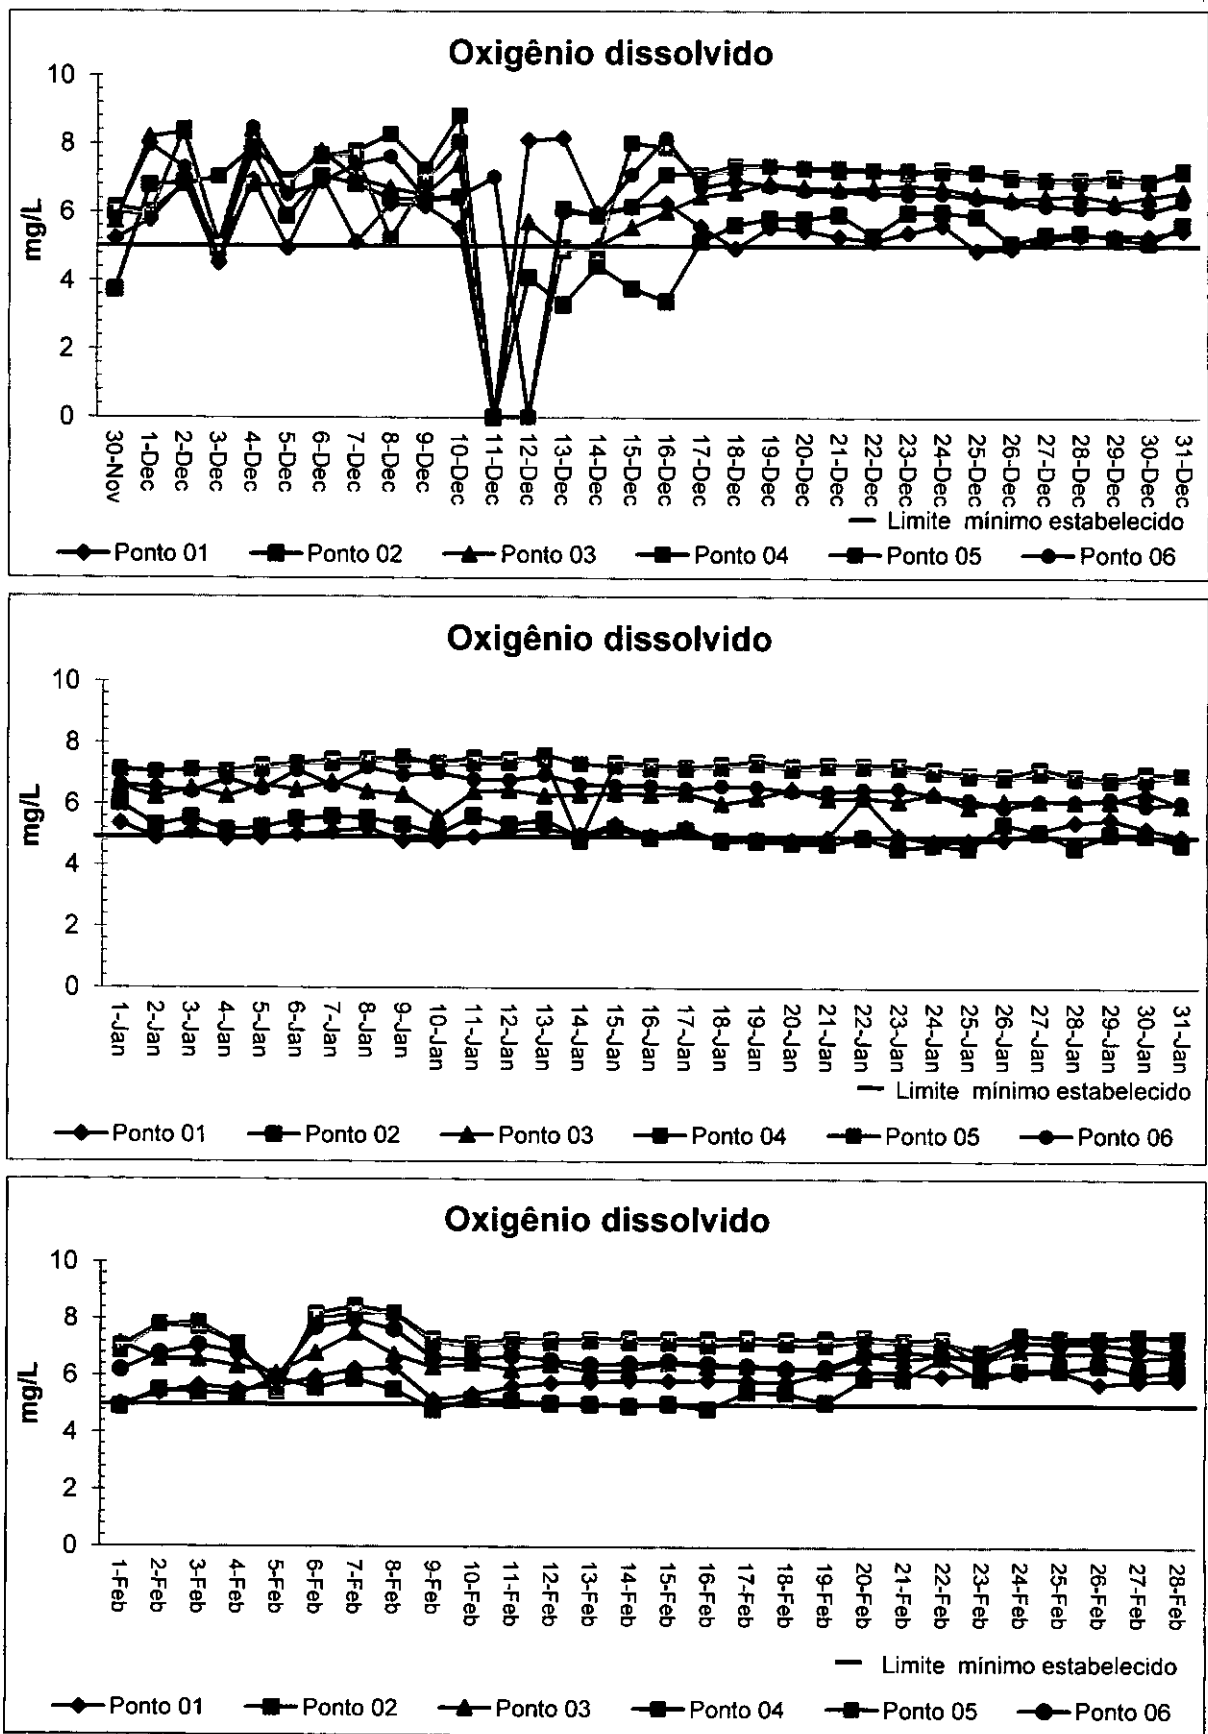 Oxigênio dissolvido
10
8
6
4
2
0
mg/L
30-Nov 1-Dec 2-Dec 3-Dec 4-Dec 5-Dec 6-Dec 7-Dec 8-Dec 9-Dec 10-Dec 11-Dec 12-Dec 13-Dec 14-Dec 15-Dec 16-Dec 17-Dec 18-Dec 19-Dec 20-Dec 21-Dec 22-Dec 23-Dec 24-Dec 25-Dec 26-Dec 27-Dec 28-Dec 29-Dec 30-Dec 31-Dec
Limite mínimo estabelecido
Ponto 01 Ponto 02 Ponto 03 Ponto 04 Ponto 05 Ponto 06
Oxigênio dissolvido
10
8
6
4
2
0
mg/L
1-Jan 2-Jan 3-Jan 4-Jan 5-Jan 6-Jan 7-Jan 8-Jan 9-Jan 10-Jan 11-Jan 12-Jan 13-Jan 14-Jan 15-Jan 16-Jan 17-Jan 18-Jan 19-Jan 20-Jan 21-Jan 22-Jan 23-Jan 24-Jan 25-Jan 26-Jan 27-Jan 28-Jan 29-Jan 30-Jan 31-Jan
Limite mínimo estabelecido
Ponto 01 Ponto 02 Ponto 03 Ponto 04 Ponto 05 Ponto 06
Oxigênio dissolvido
10
8
6
4
2
0
mg/l
1-Feb 2-Feb 3-Feb 4-Feb 5-Feb 6-Feb 7-Feb 8-Feb 9-Feb 10-Feb 11-Feb 12-Feb 13-Feb 14-Feb 15-Feb 16-Feb 17-Feb 18-Feb 19-Feb 20-Feb 21-Feb 22-Feb 23-Feb 24-Feb 25-Feb 26-Feb 27-Feb 28-Feb
Limite mínimo estabelecido
Ponto 01 Ponto 02 Ponto 03 Ponto 04 Ponto 05 Ponto 06